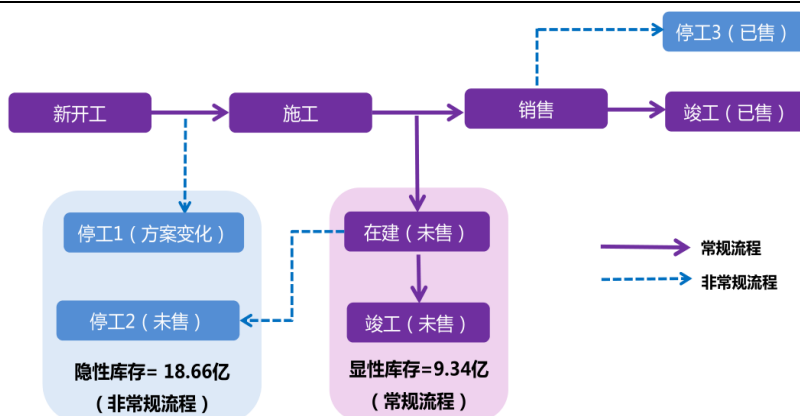 停工3（已售）
新开工
施工
销售
竣工（已售）
停工1（方案变化）
在建（未售）
常规流程
非常规流程
停工2（未售）
竣工（未售）
隐性库存= 18.66亿
（非常规流程）
显性库存=9.34亿
（常规流程）